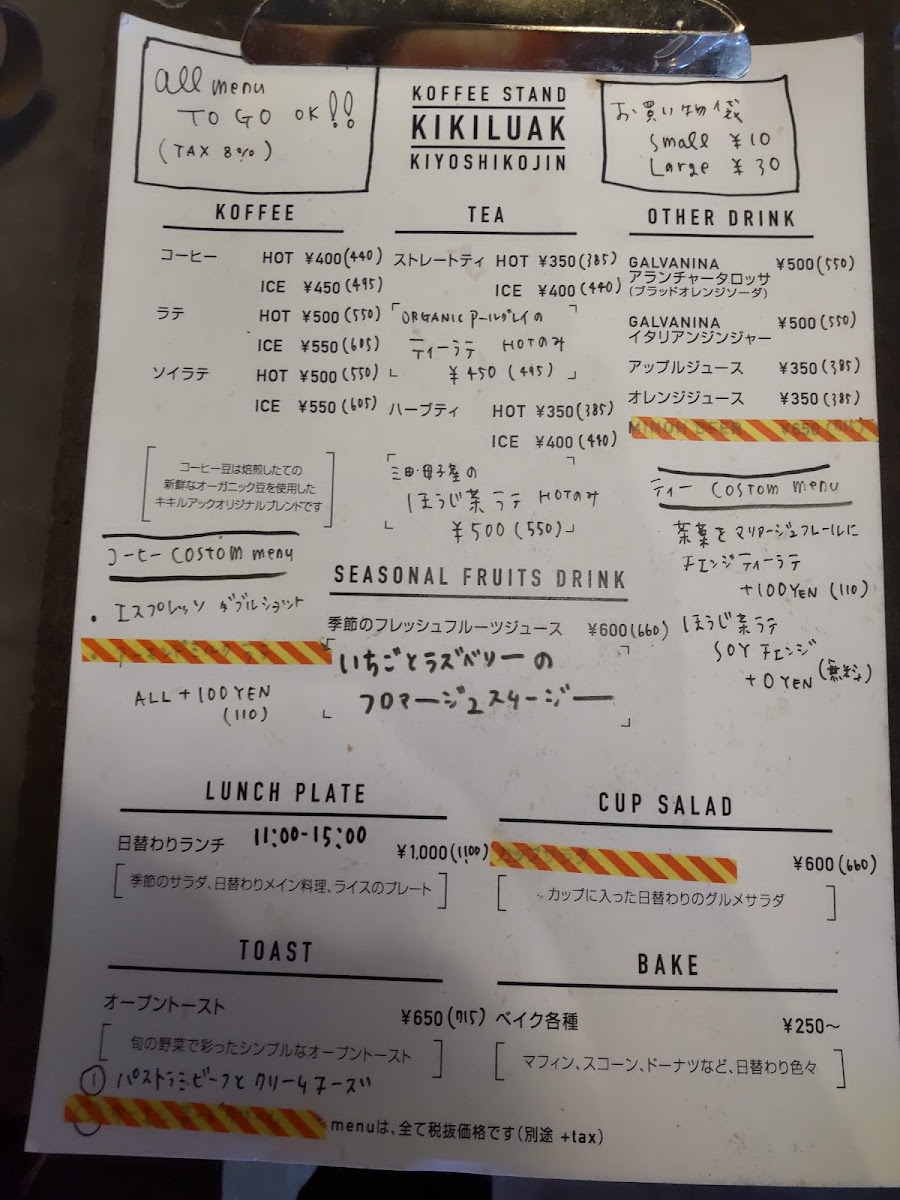 all menu
TO GO OK!!
(TAX 8%)
KOFFEE STAND
KIKILUAK
KIYOSHIKOJIN
お買い物袋
Small ¥10
Large ¥30
KOFFEE
コーヒー HOT ¥400(440)
ICE ¥450(495)
ラテ HOT ¥500(550)
ICE ¥550(605)
ソイラテ HOT ¥500(550)
ICE ¥550(605)
コーヒー豆は焙煎したての
新鮮なオーガニック豆を使用した
キキルアックオリジナルブレンドです
コーヒー COSTOM menu
・エスプレッソ ダブルショット
ALL +100YEN
(110)
TEA
ストレートティ HOT ¥350(385)
ICE ¥400(440)
「ORGANIC アールグレイの
ティーラテ HOTのみ
¥450(495)」
ハーブティ HOT ¥350(385)
ICE ¥400(440)
「三田・母子産の
ほうじ茶ラテ HOTのみ
¥500(550)」
OTHER DRINK
GALVANINA ¥500(550)
アランチャータロッサ
(ブラッドオレンジソーダ)
GALVANINA ¥500(550)
イタリアンジンジャー
アップルジュース ¥350(385)
オレンジジュース ¥350(385)
MINOH BEER ¥650(715)
ティー COSTOM menu
茶葉をマリアージュフレールに
チェンジティーラテ
+100YEN(110)
ほうじ茶ラテ
SOYチェンジ
+0YEN(無料)
SEASONAL FRUITS DRINK
季節のフレッシュフルーツジュース ¥600(660)
「いちごとラズベリーの
フロマージュスムージー」
LUNCH PLATE
日替わりランチ 11:00-15:00 ¥1,000(1100)
[季節のサラダ、日替わりメイン料理、ライスのプレート]
CUP SALAD
カップサラダ ¥600(660)
[カップに入った日替わりのグルメサラダ]
TOAST
オープントースト ¥650(715)
[旬の野菜で彩ったシンプルなオープントースト]
① パストラミビーフとクリームチーズ
BAKE
ベイク各種 ¥250〜
[マフィン、スコーン、ドーナツなど、日替わり色々]
menuは、全て税抜価格です(別途 +tax)